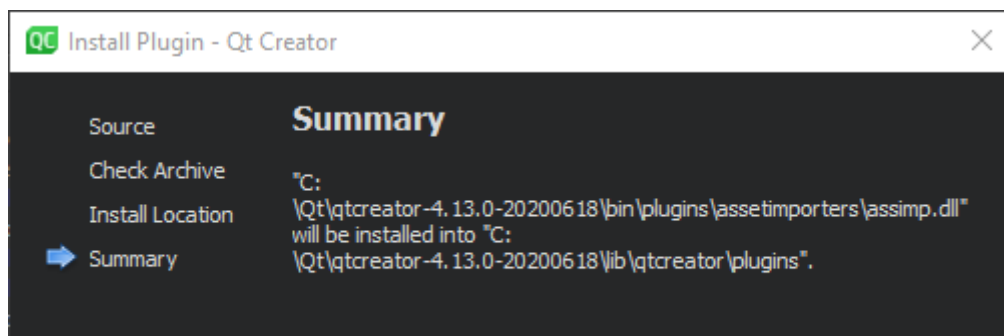 QC Install Plugin - Qt Creator
Source
Check Archive
Install Location
Summary
Summary
"C:
\Qt\qtcreator-4.13.0-20200618\bin\plugins\assetimporters\assimp.dll"
will be installed into "C:
\Qt\qtcreator-4.13.0-20200618\lib\qtcreator\plugins".